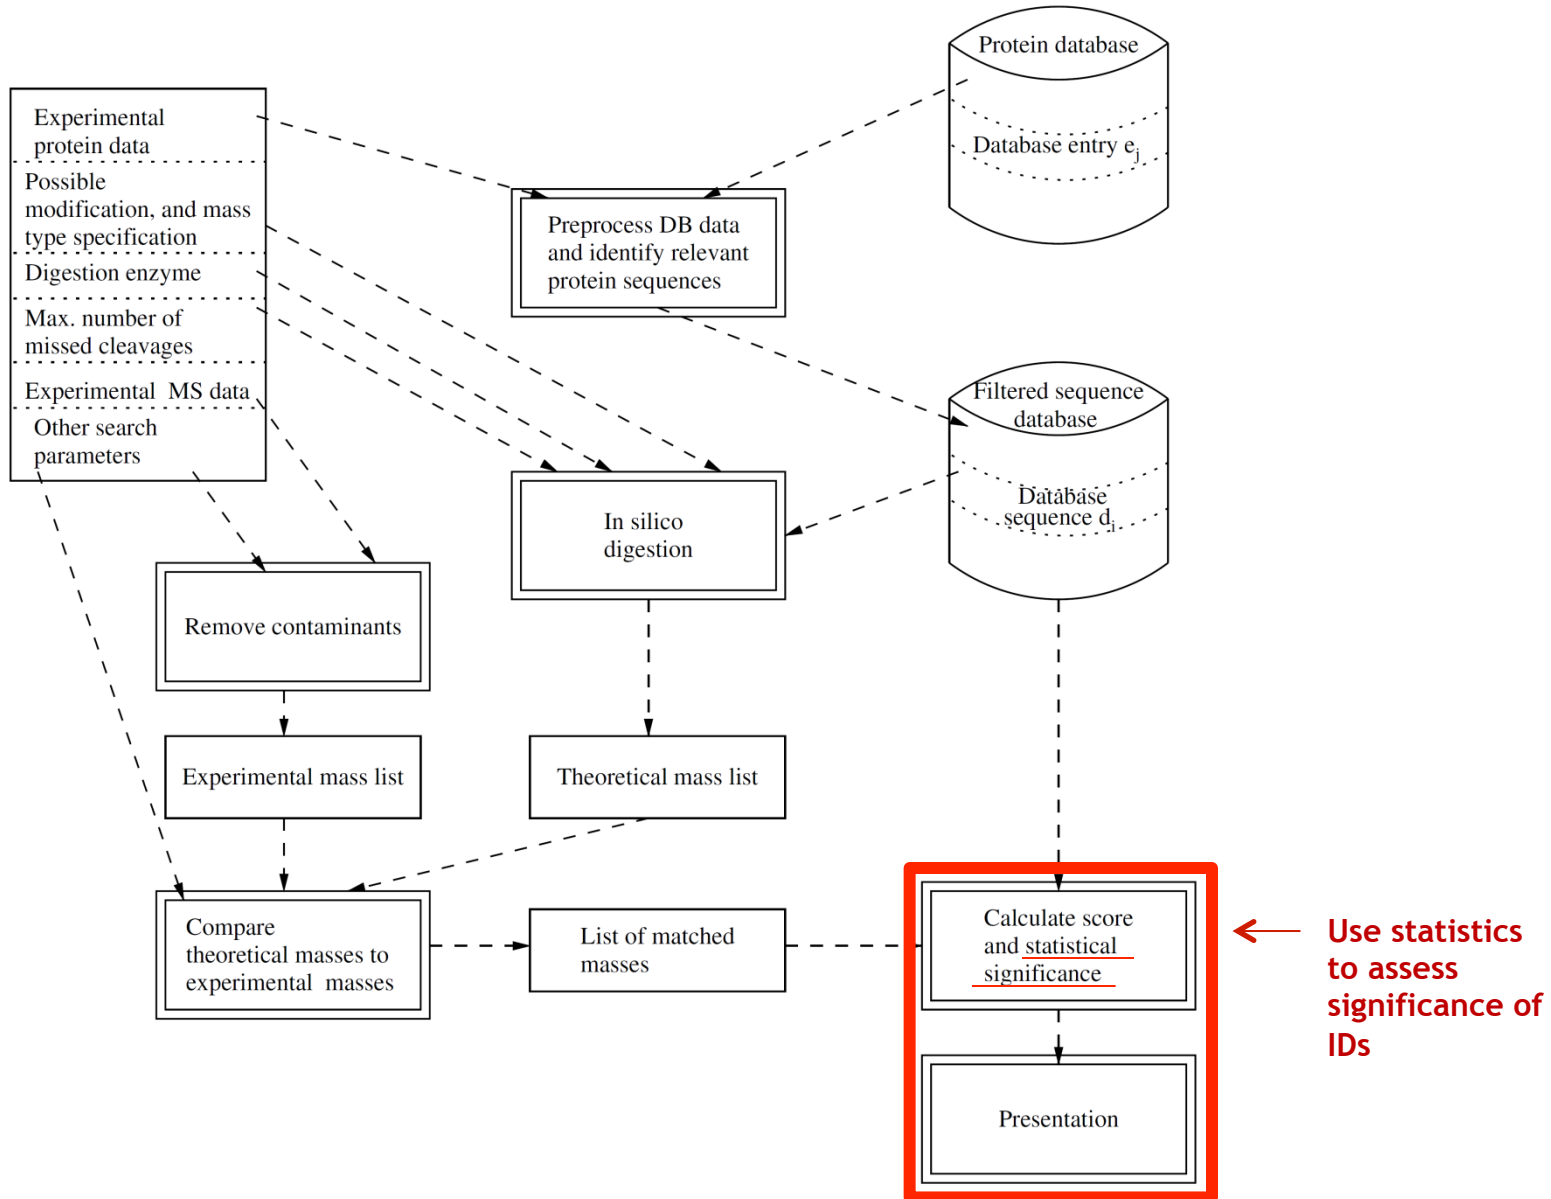 Protein database
Database entry ej
Experimental
protein data
Possible
modification, and mass
type specification
Digestion enzyme
Max. number of
missed cleavages
Experimental MS data
Other search
parameters
Preprocess DB data
and identify relevant
protein sequences
Filtered sequence
database
Database
sequence di
In silico
digestion
Remove contaminants
Experimental mass list
Theoretical mass list
Compare
theoretical masses to
experimental masses
List of matched
masses
Calculate score
and statistical
significance
Use statistics
to assess
significance of
IDs
Presentation